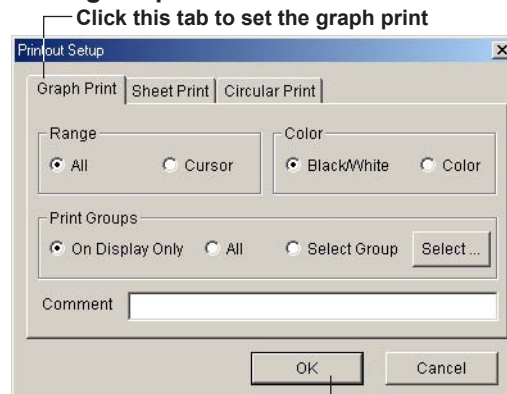 Click this tab to set the graph print
Printout Setup
Graph Print Sheet Print Circular Print
Range Color
All Cursor Black/White Color
Print Groups
On Display Only All Select Group Select ...
Comment
OK Cancel